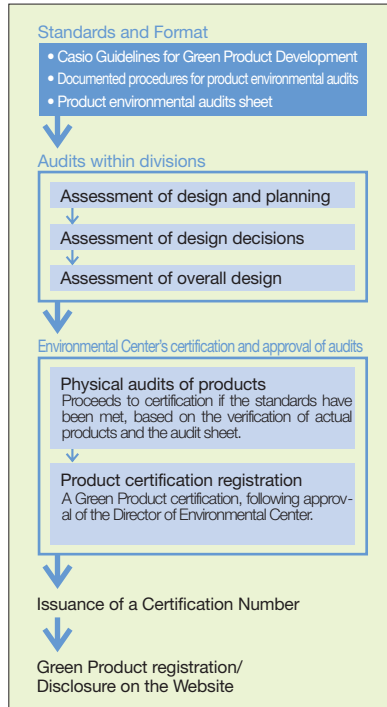 Standards and Format
• Casio Guidelines for Green Product Development
• Documented procedures for product environmental audits
• Product environmental audits sheet
Audits within divisions
Assessment of design and planning
Assessment of design decisions
Assessment of overall design
Environmental Center's certification and approval of audits
Physical audits of products
Proceeds to certification if the standards have
been met, based on the verification of actual
products and the audit sheet.
Product certification registration
A Green Product certification, following approv-
al of the Director of Environmental Center.
Issuance of a Certification Number
Green Product registration/
Disclosure on the Website